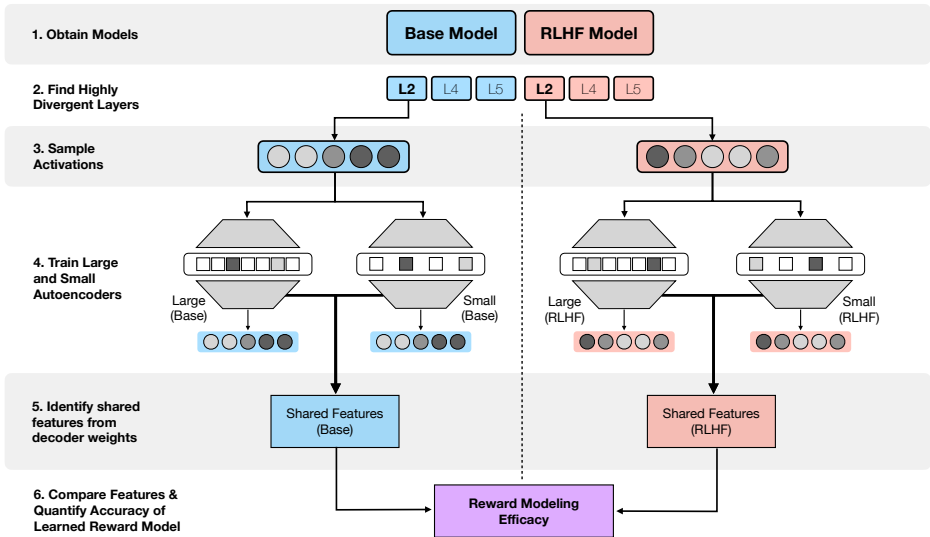 1. Obtain Models
Base Model
RLHF Model
2. Find Highly
Divergent Layers
L2
L4
L5
L2
L4
L5
3. Sample
Activations
4. Train Large
and Small
Autoencoders
Large
(Base)
Small
(Base)
Large
(RLHF)
Small
(RLHF)
5. Identify shared
features from
decoder weights
Shared Features
(Base)
Shared Features
(RLHF)
6. Compare Features &
Quantify Accuracy of
Learned Reward Model
Reward Modeling
Efficacy